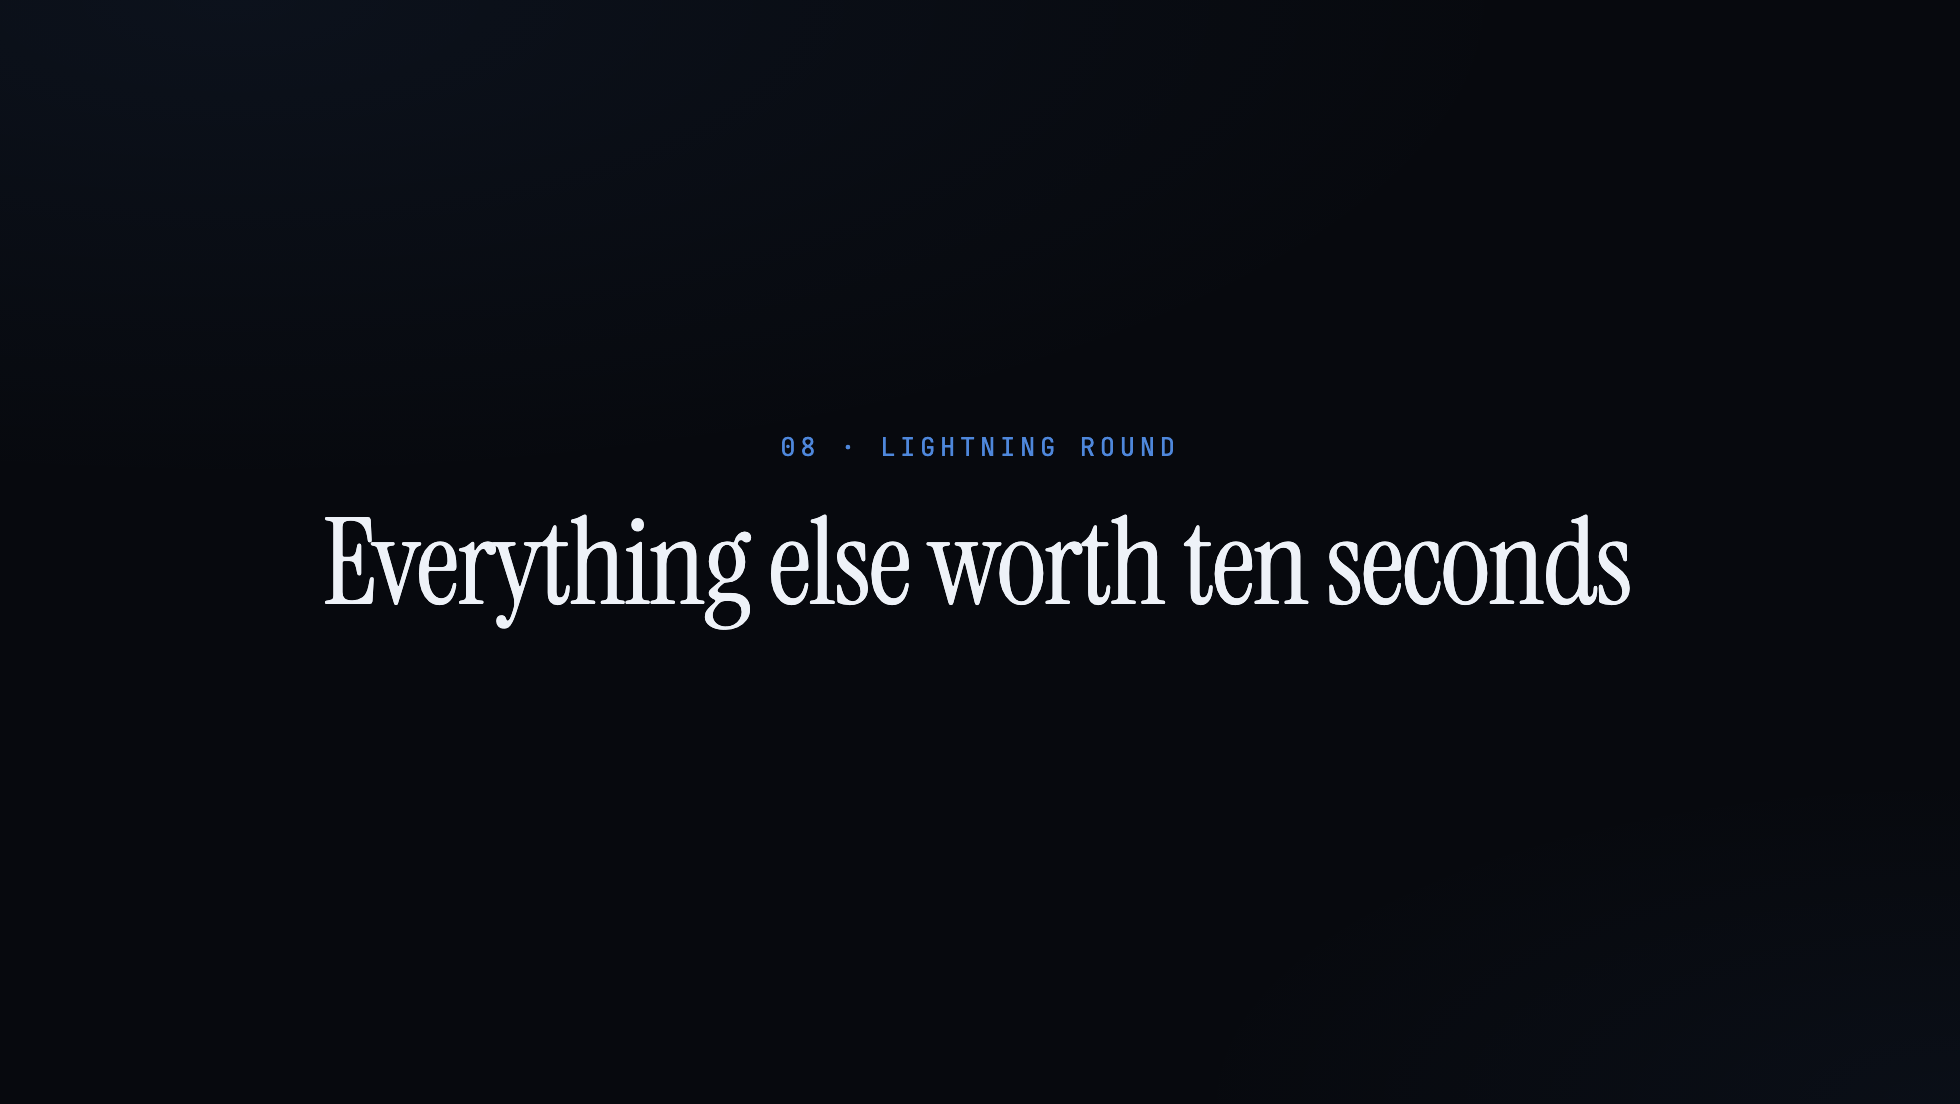 08 · LIGHTNING ROUND
Everything else worth ten seconds